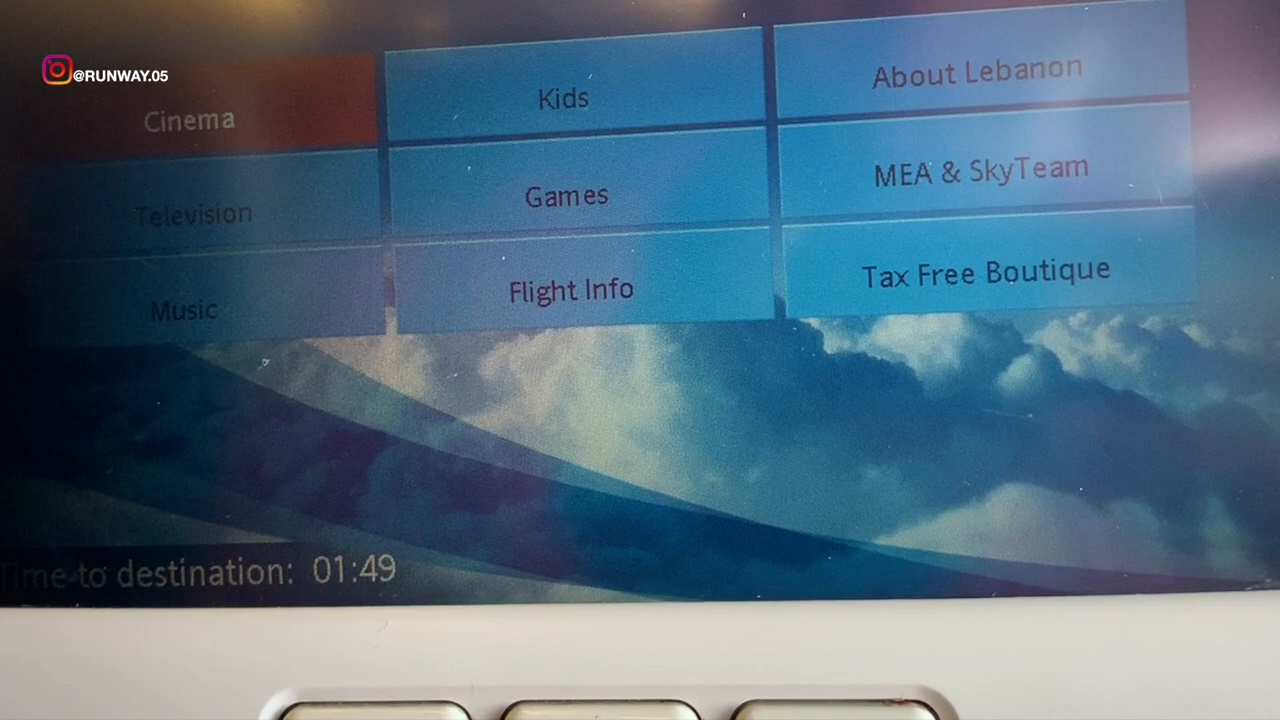 @RUNWAY.05
Cinema
Kids
About Lebanon
Television
Games
MEA & SkyTeam
Music
Flight Info
Tax Free Boutique
Time to destination: 01:49